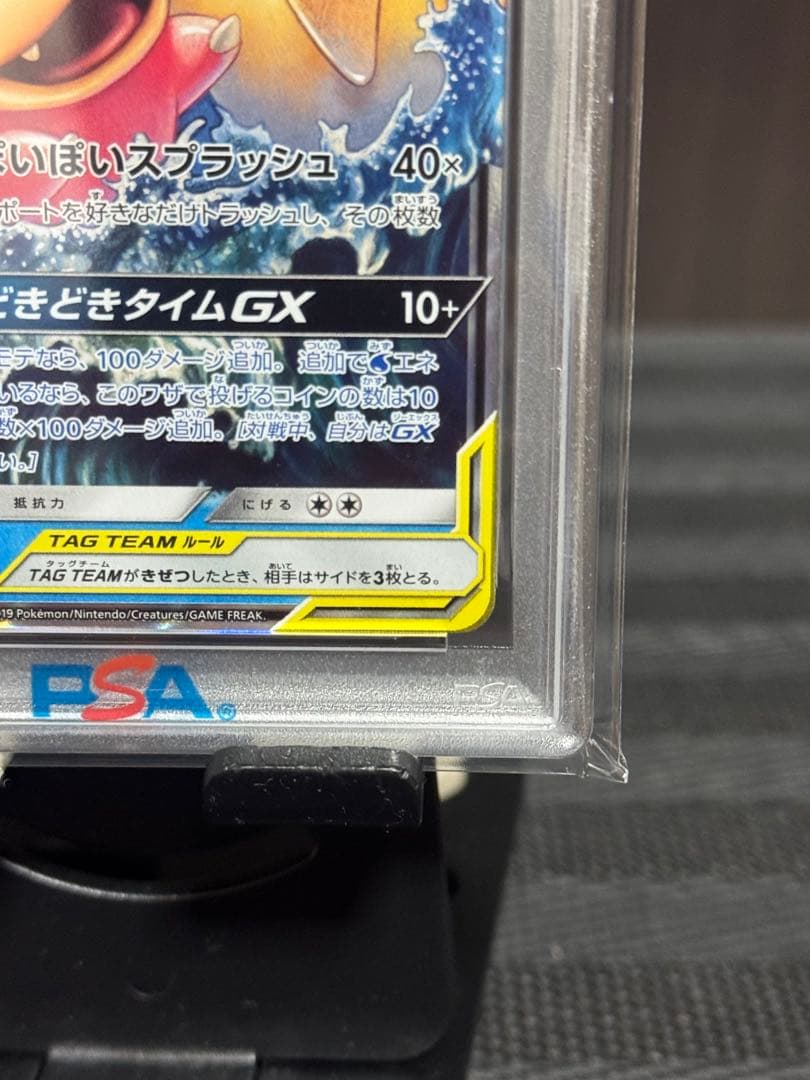 ぽいぽいスプラッシュ 40×
ポートを好きなだけトラッシュし、その枚数
どきどきタイムGX 10+
モテなら、100ダメージ追加。追加でエネ
いるなら、このワザで投げるコインの数は10
数×100ダメージ追加。[対戦中、自分はGX
い。]
抵抗力 にげる
TAG TEAM ルール
TAG TEAMがきぜつしたとき、相手はサイドを3枚とる。
19 Pokémon/Nintendo/Creatures/GAME FREAK.
PSA
PSA